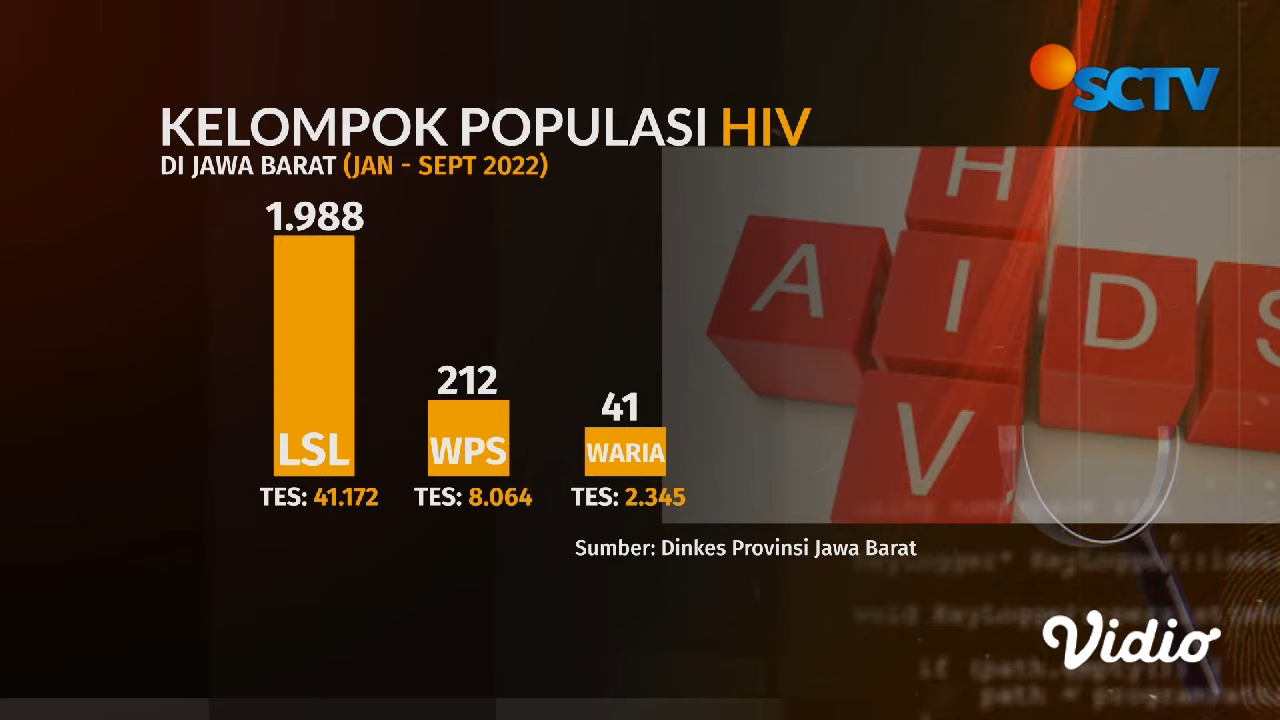 SCTV
KELOMPOK POPULASI HIV
DI JAWA BARAT (JAN - SEPT 2022)
1.988
212
41
LSL
WPS
WARIA
TES: 41.172
TES: 8.064
TES: 2.345
H
A I D S
V
Sumber: Dinkes Provinsi Jawa Barat
Vidio